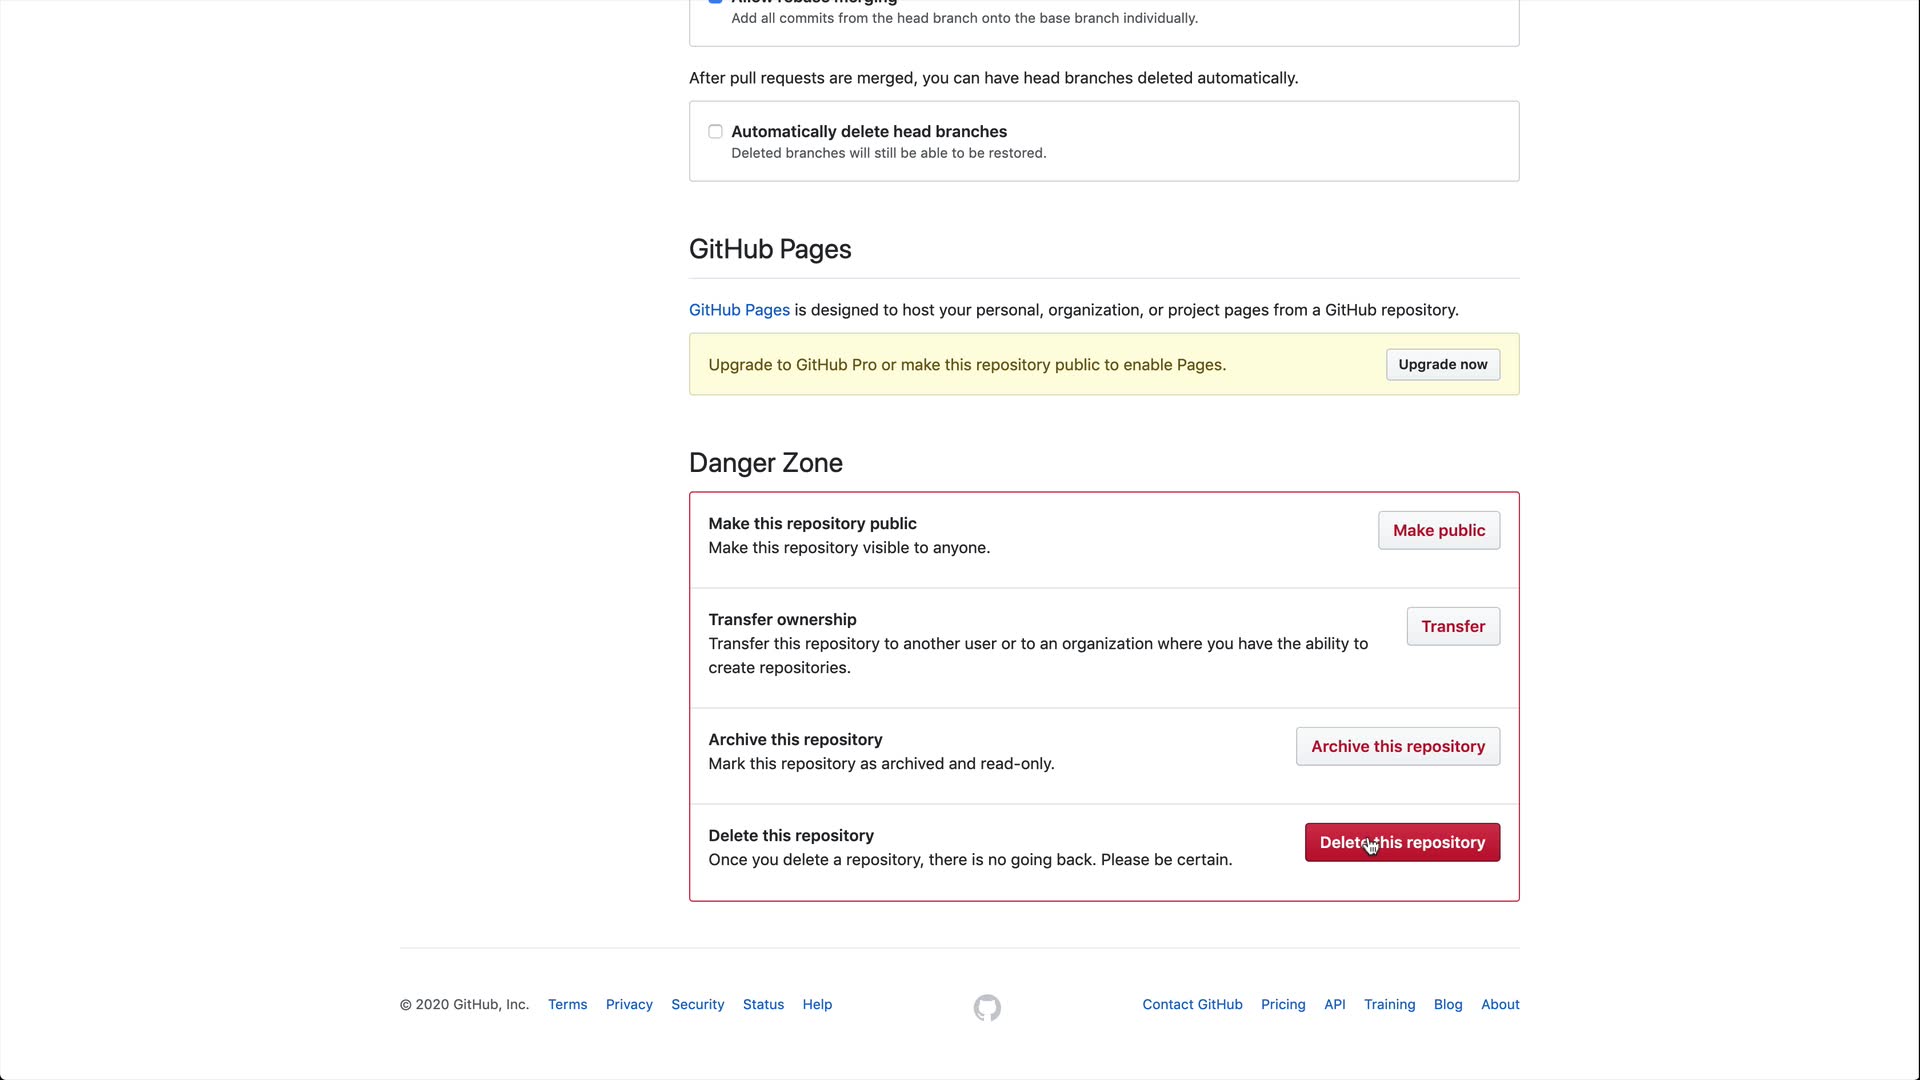 Allow rebase merging
Add all commits from the head branch onto the base branch individually.
After pull requests are merged, you can have head branches deleted automatically.
Automatically delete head branches
Deleted branches will still be able to be restored.
GitHub Pages
GitHub Pages is designed to host your personal, organization, or project pages from a GitHub repository.
Upgrade to GitHub Pro or make this repository public to enable Pages.
Upgrade now
Danger Zone
Make this repository public
Make this repository visible to anyone.
Make public
Transfer ownership
Transfer this repository to another user or to an organization where you have the ability to
create repositories.
Transfer
Archive this repository
Mark this repository as archived and read-only.
Archive this repository
Delete this repository
Once you delete a repository, there is no going back. Please be certain.
Delete this repository
© 2020 GitHub, Inc. Terms Privacy Security Status Help Contact GitHub Pricing API Training Blog About